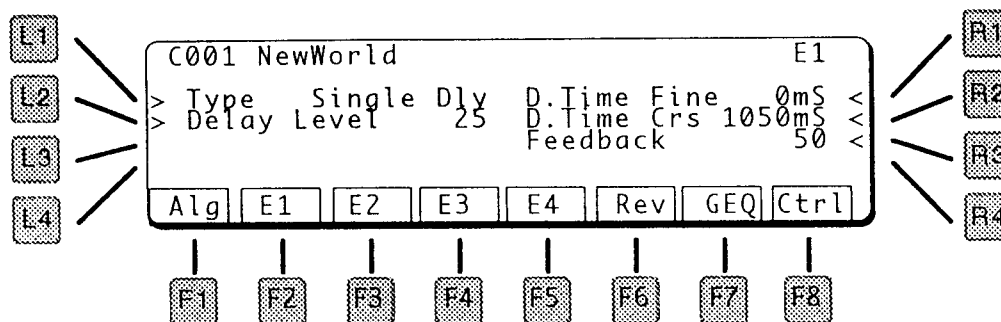 L1
L2
L3
L4
C001 NewWorld E1
> Type Single Dly D.Time Fine 0mS <
> Delay Level 25 D.Time Crs 1050mS <
Feedback 50 <
Alg E1 E2 E3 E4 Rev GEQ Ctrl
R1
R2
R3
R4
F1 F2 F3 F4 F5 F6 F7 F8